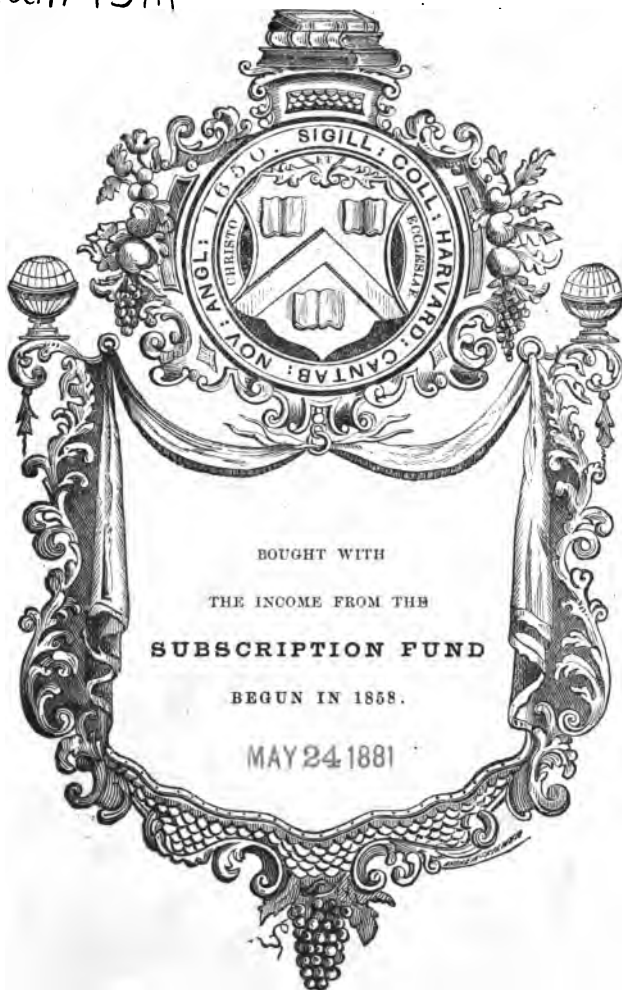 SIGILL: COLL: HARVARD: CANTAB: NOV: ANGL: 1650.
CHRISTO
ET
ECCLESIAE
BOUGHT WITH
THE INCOME FROM THE
SUBSCRIPTION FUND
BEGUN IN 1858.
MAY 24 1881